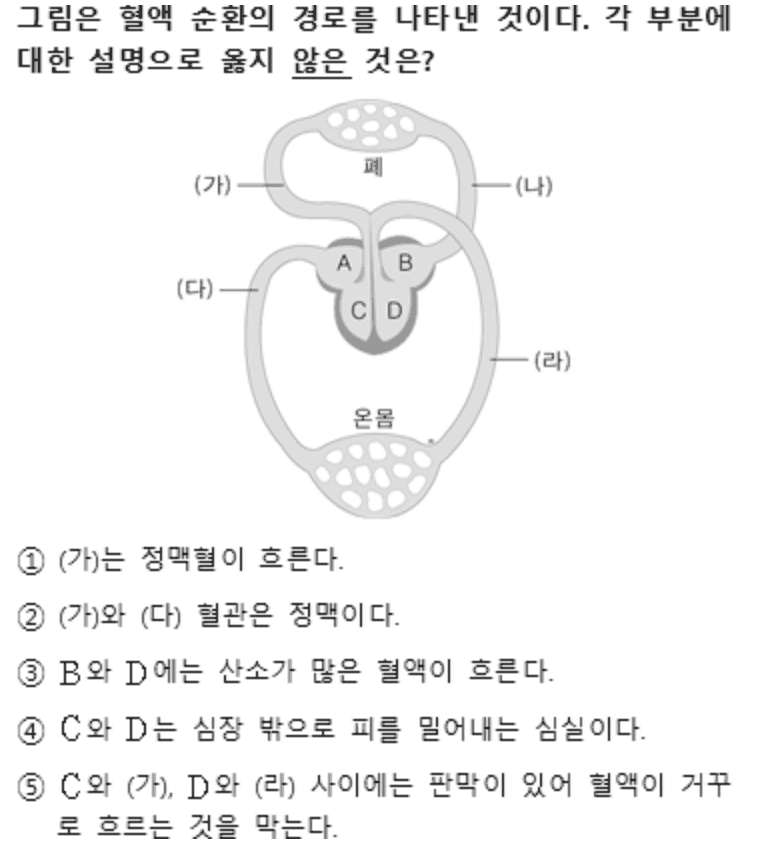 그림은 혈액 순환의 경로를 나타낸 것이다. 각 부분에
대한 설명으로 옳지 않은 것은?
폐
(가)
(나)
A
B
(다)
C
D
(라)
온몸
① (가)는 정맥혈이 흐른다.
② (가)와 (다) 혈관은 정맥이다.
③ B와 D에는 산소가 많은 혈액이 흐른다.
④ C와 D는 심장 밖으로 피를 밀어내는 심실이다.
⑤ C와 (가), D와 (라) 사이에는 판막이 있어 혈액이 거꾸
로 흐르는 것을 막는다.